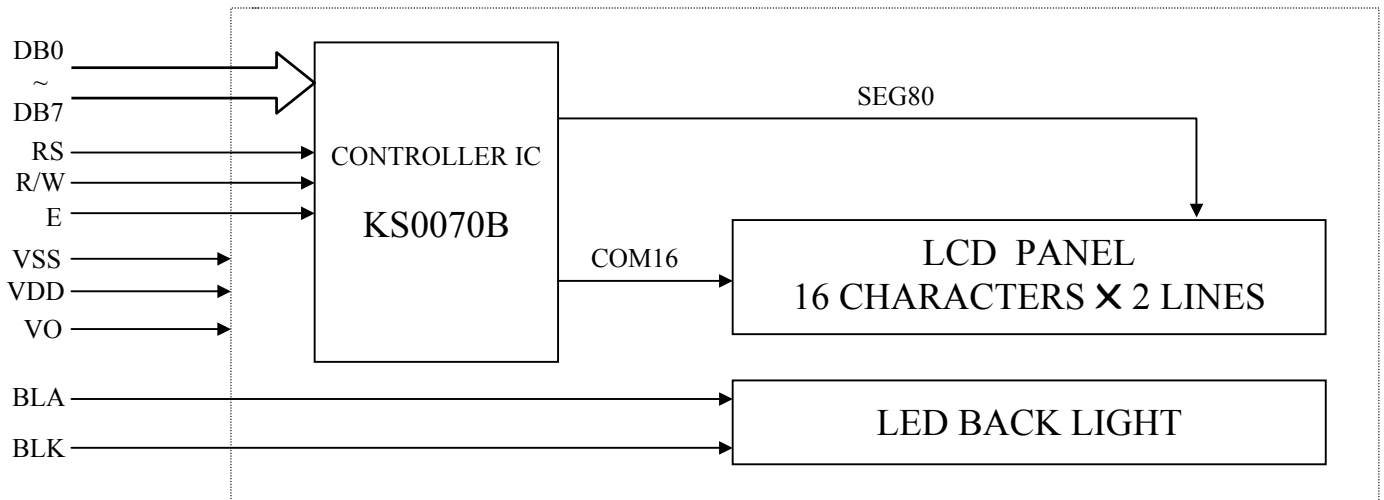 DB0
~
DB7
RS
R/W
E
VSS
VDD
VO
BLA
BLK
CONTROLLER IC
KS0070B
SEG80
COM16
LCD PANEL
16 CHARACTERS X 2 LINES
LED BACK LIGHT